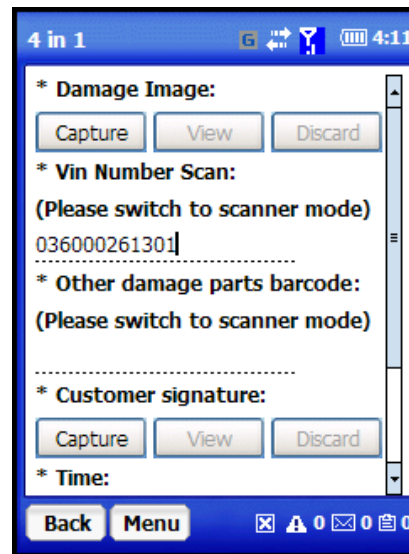 4 in 1 G 4:11
* Damage Image:
Capture View Discard
* Vin Number Scan:
(Please switch to scanner mode)
036000261301
* Other damage parts barcode:
(Please switch to scanner mode)
* Customer signature:
Capture View Discard
* Time:
Back Menu 0 0 0